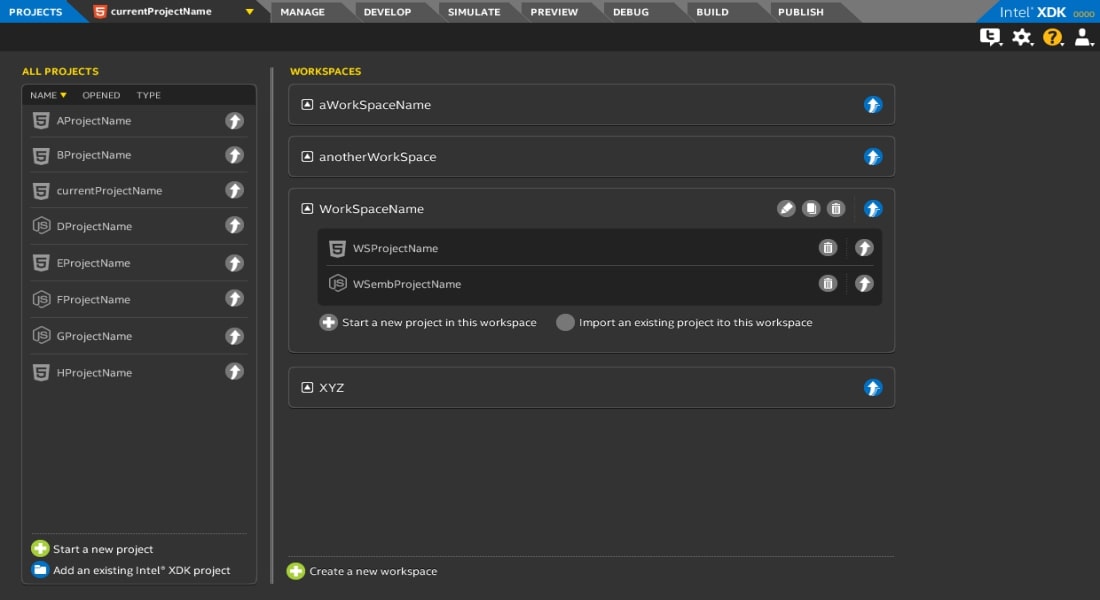 PROJECTS currentProjectName MANAGE DEVELOP SIMULATE PREVIEW DEBUG BUILD PUBLISH Intel® XDK 0000
ALL PROJECTS
NAME OPENED TYPE
AProjectName
BProjectName
currentProjectName
DProjectName
EProjectName
FProjectName
GProjectName
HProjectName
Start a new project
Add an existing Intel® XDK project
WORKSPACES
aWorkSpaceName
anotherWorkSpace
WorkSpaceName
WSProjectName
WSembProjectName
Start a new project in this workspace Import an existing project ito this workspace
XYZ
Create a new workspace